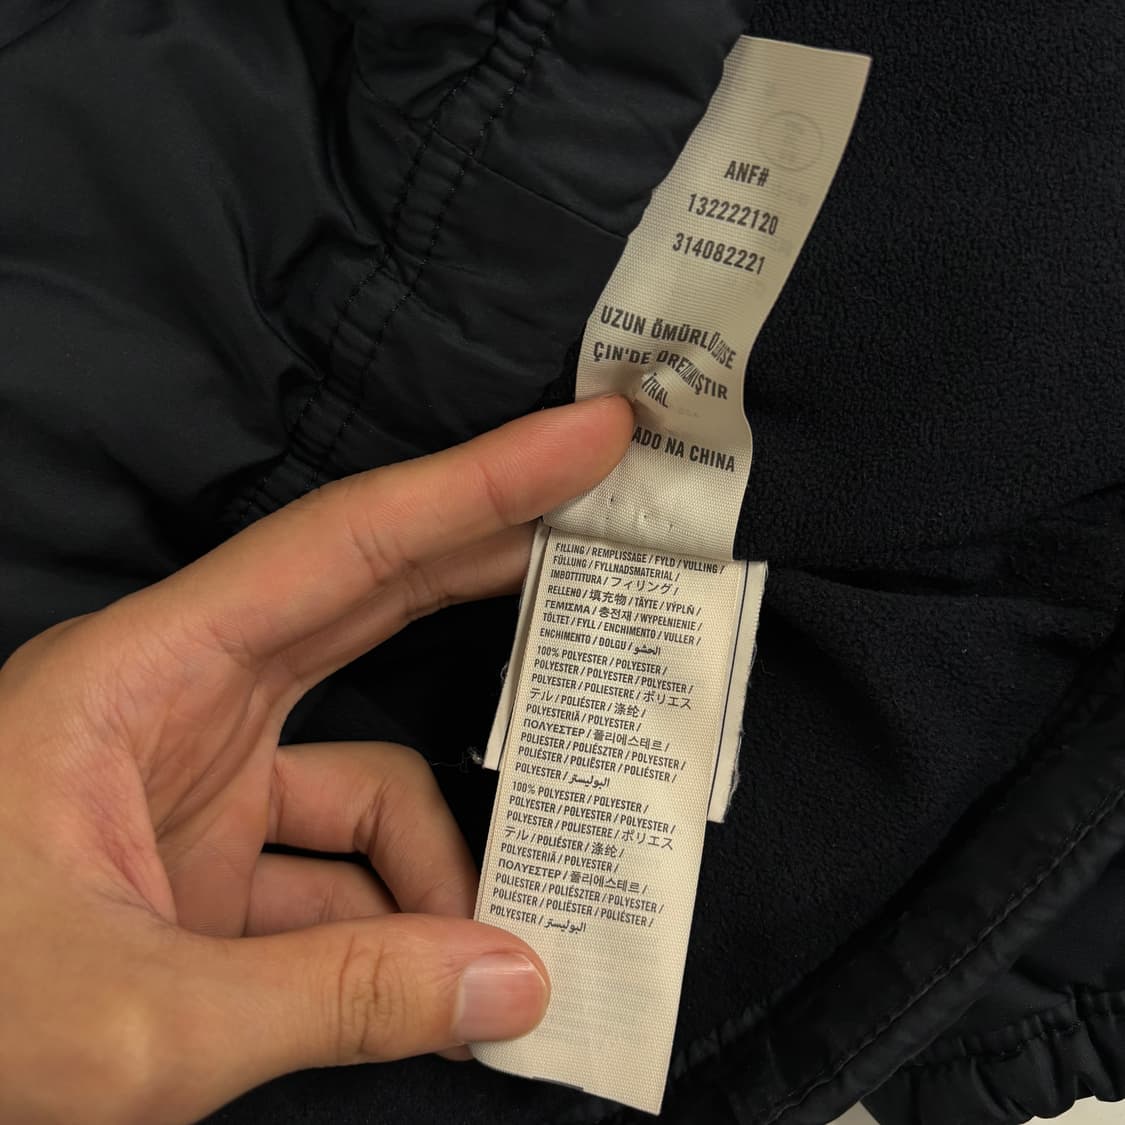 ANF#
132222120
314082221
UZUN ÖMÜRLÜ
ÇIN'DE
İTHAL
ADO NA CHINA
FILLING / REMPLISSAGE / FYLD / VULLING /
FÜLLUNG / FYLLNADSMATERIAL /
IMBOTTITURA / フィリング /
RELLENO / 填充物 / TÄYTE / VÝPLŇ /
ΓΕΜΙΣΜΑ / 충전재 / WYPEŁNIENIE /
TÖLTET / FYLL / ENCHIMENTO / VULLER /
ENCHIMENTO / DOLGU / الحشو
100% POLYESTER / POLYESTER /
POLYESTER / POLYESTER / POLYESTER /
POLYESTER / POLIESTERE / ポリエス
テル / POLIÉSTER / 涤纶 /
POLYESTERIÄ / POLYESTER /
ΠΟΛΥΕΣΤΕΡ / 폴리에스테르 /
POLIESTER / POLIÉSZTER / POLYESTER /
POLIÉSTER / POLIËSTER / POLIÉSTER /
POLYESTER / البوليستر
100% POLYESTER / POLYESTER /
POLYESTER / POLYESTER / POLYESTER /
POLYESTER / POLIESTERE / ポリエス
テル / POLIÉSTER / 涤纶 /
POLYESTERIÄ / POLYESTER /
ΠΟΛΥΕΣΤΕΡ / 폴리에스테르 /
POLIESTER / POLIÉSZTER / POLYESTER /
POLIÉSTER / POLIËSTER / POLIÉSTER /
POLYESTER / البوليستر